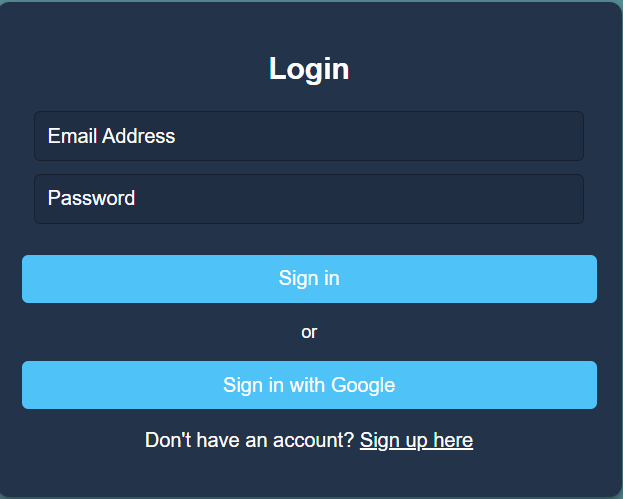 Login
Email Address
Password
Sign in
or
Sign in with Google
Don't have an account? Sign up here